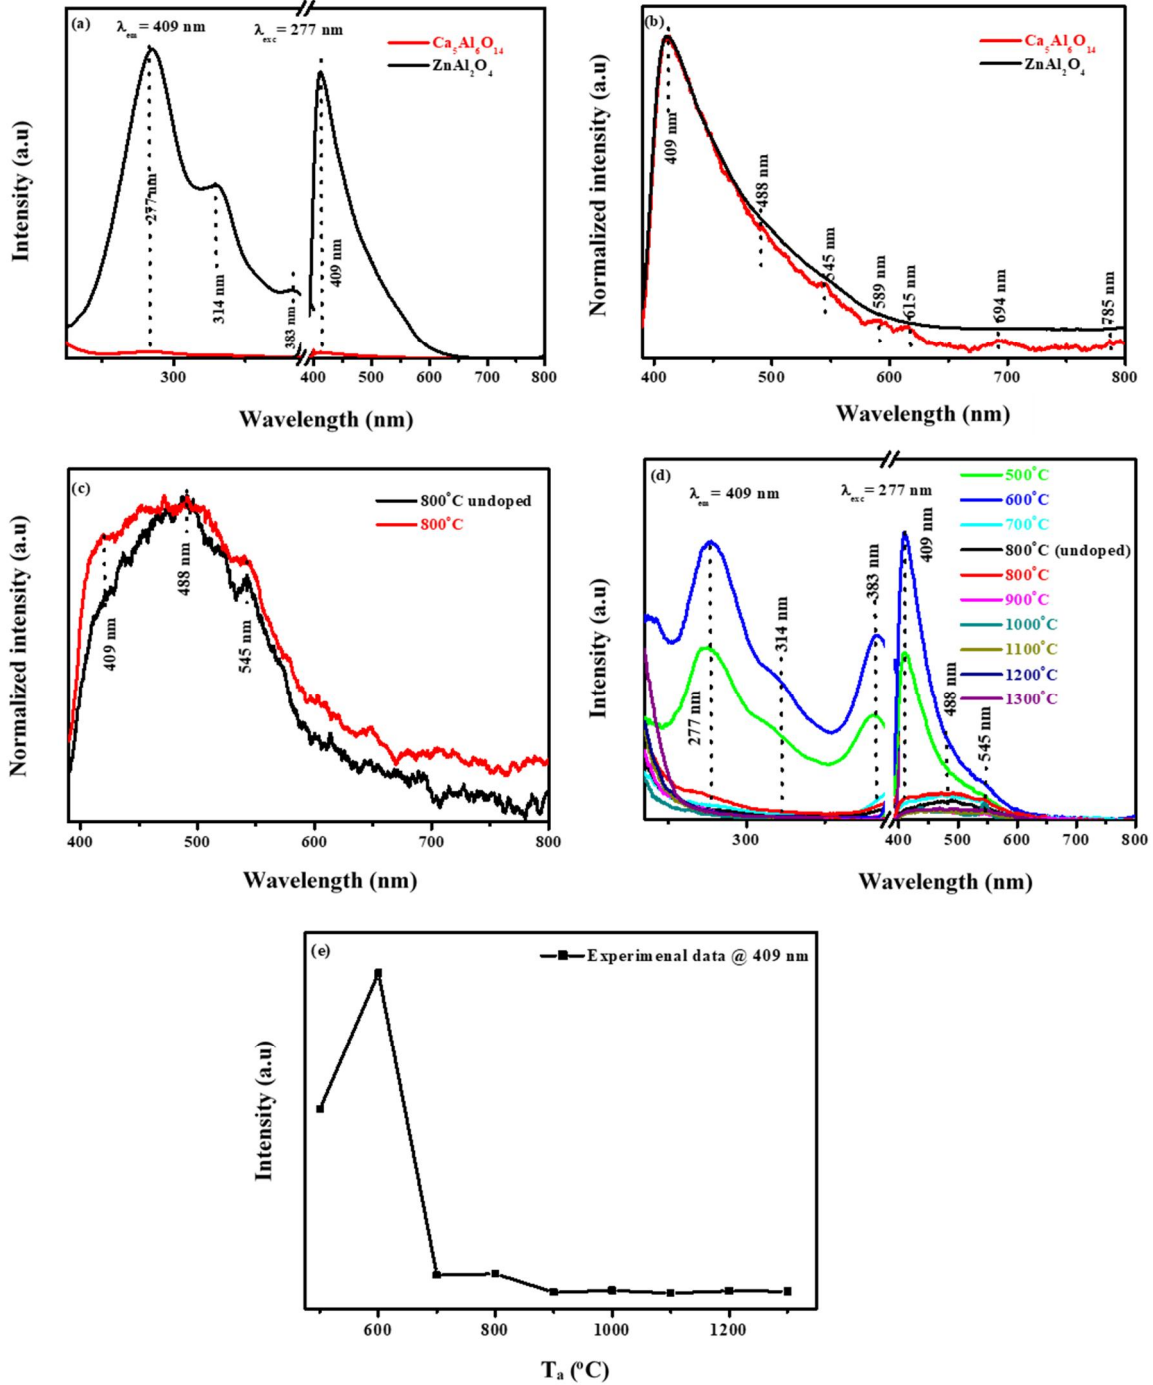 (a)
λem = 409 nm
λexc = 277 nm
Ca5Al6O14
ZnAl2O4
277 nm
314 nm
383 nm
409 nm
Intensity (a.u)
300 400 500 600 700 800
Wavelength (nm)
(b)
Ca5Al6O14
ZnAl2O4
409 nm
488 nm
545 nm
589 nm
615 nm
694 nm
785 nm
Normalized intensity (a.u)
400 500 600 700 800
Wavelength (nm)
(c)
800°C undoped
800°C
409 nm
488 nm
545 nm
Normalized intensity (a.u)
400 500 600 700 800
Wavelength (nm)
(d)
λem = 409 nm
λexc = 277 nm
500°C
600°C
700°C
800°C (undoped)
800°C
900°C
1000°C
1100°C
1200°C
1300°C
277 nm
314 nm
383 nm
409 nm
488 nm
545 nm
Intensity (a.u)
300 400 500 600 700 800
Wavelength (nm)
(e)
Experimenal data @ 409 nm
Intensity (a.u)
600 800 1000 1200
Ta (ºC)